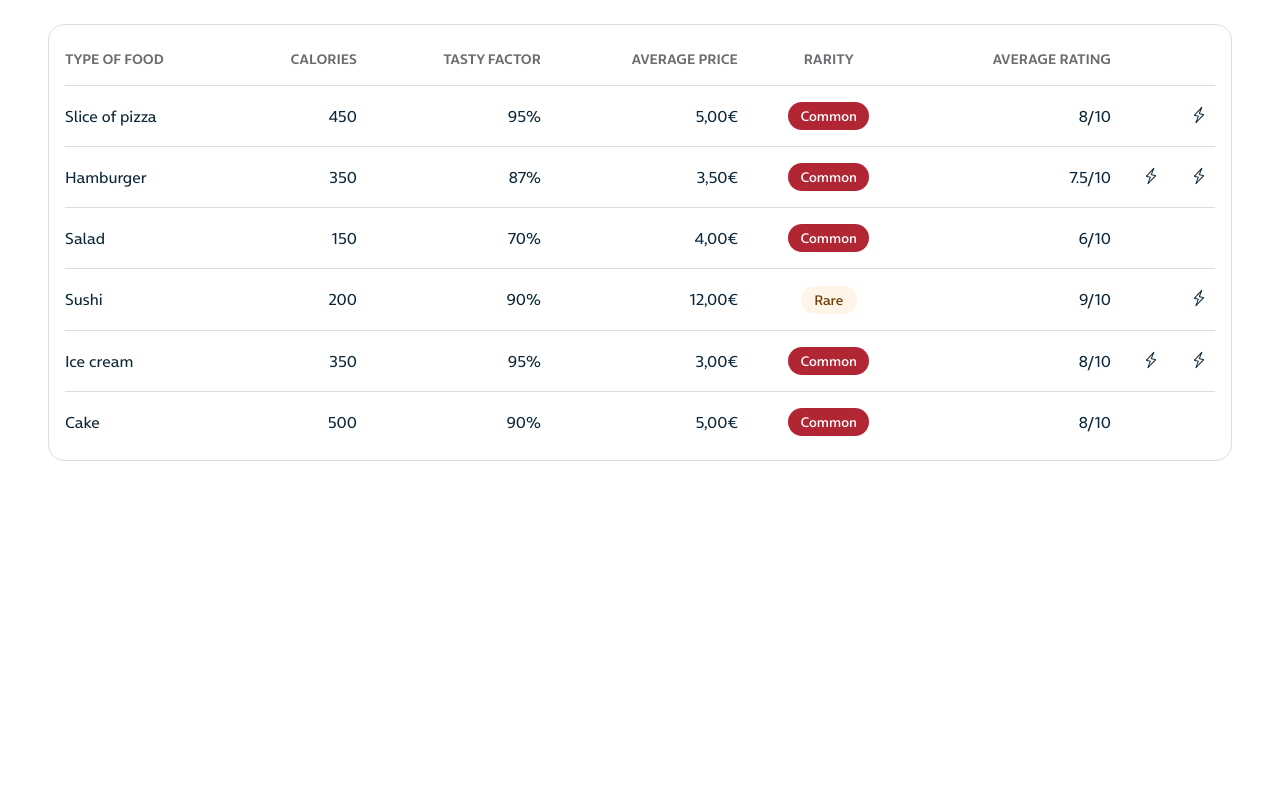 TYPE OF FOOD CALORIES TASTY FACTOR AVERAGE PRICE RARITY AVERAGE RATING
Slice of pizza 450 95% 5,00€ Common 8/10
Hamburger 350 87% 3,50€ Common 7.5/10
Salad 150 70% 4,00€ Common 6/10
Sushi 200 90% 12,00€ Rare 9/10
Ice cream 350 95% 3,00€ Common 8/10
Cake 500 90% 5,00€ Common 8/10